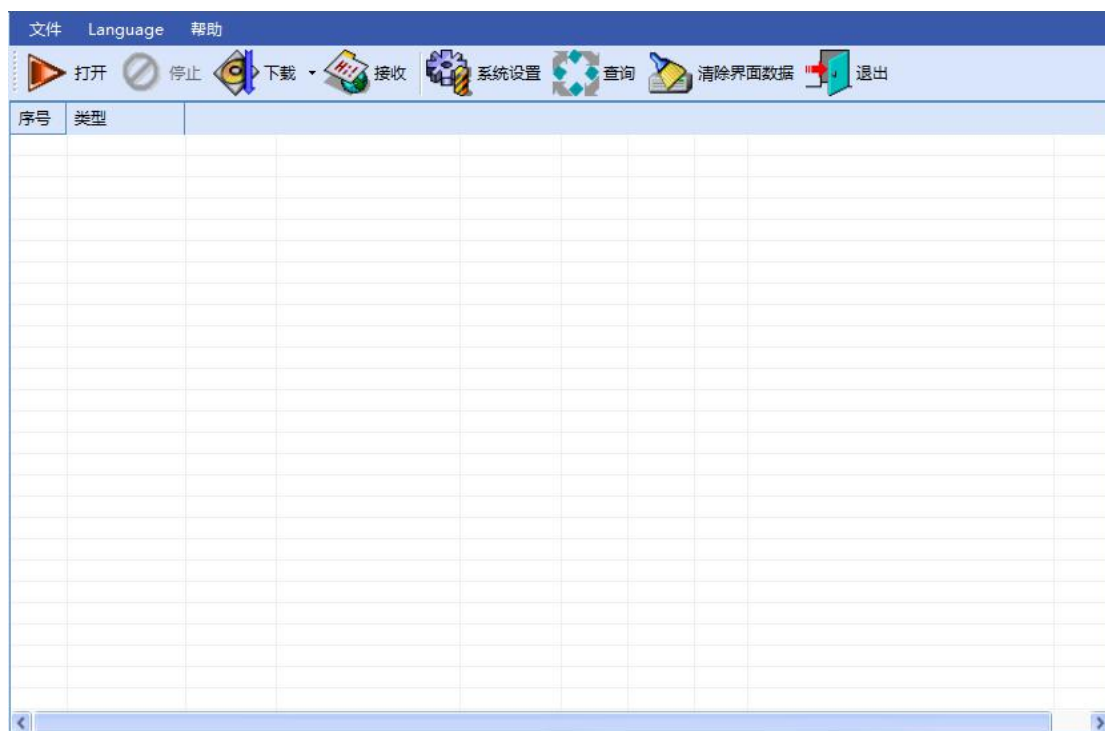 文件 Language 帮助
打开 停止 下载 接收 系统设置 查询 清除界面数据 退出
序号 类型